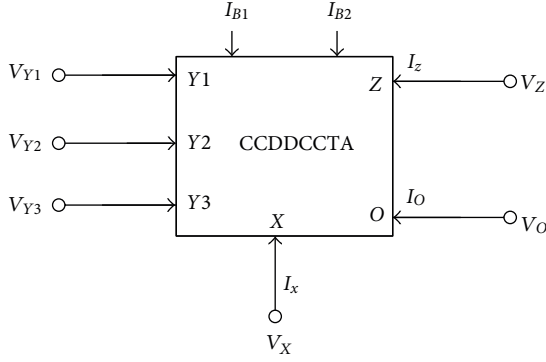 I_{B1} I_{B2}
V_{Y1} Y1 Z I_z V_Z
V_{Y2} Y2 CCDDCCTA
V_{Y3} Y3 X O I_O V_O
I_x
V_X